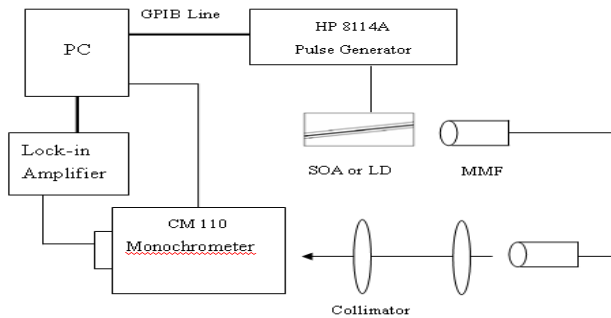 GPIB Line
PC
HP 8114A
Pulse Generator
SOA or LD
MMF
Lock-in
Amplifier
CM 110
Monochrometer
Collimator